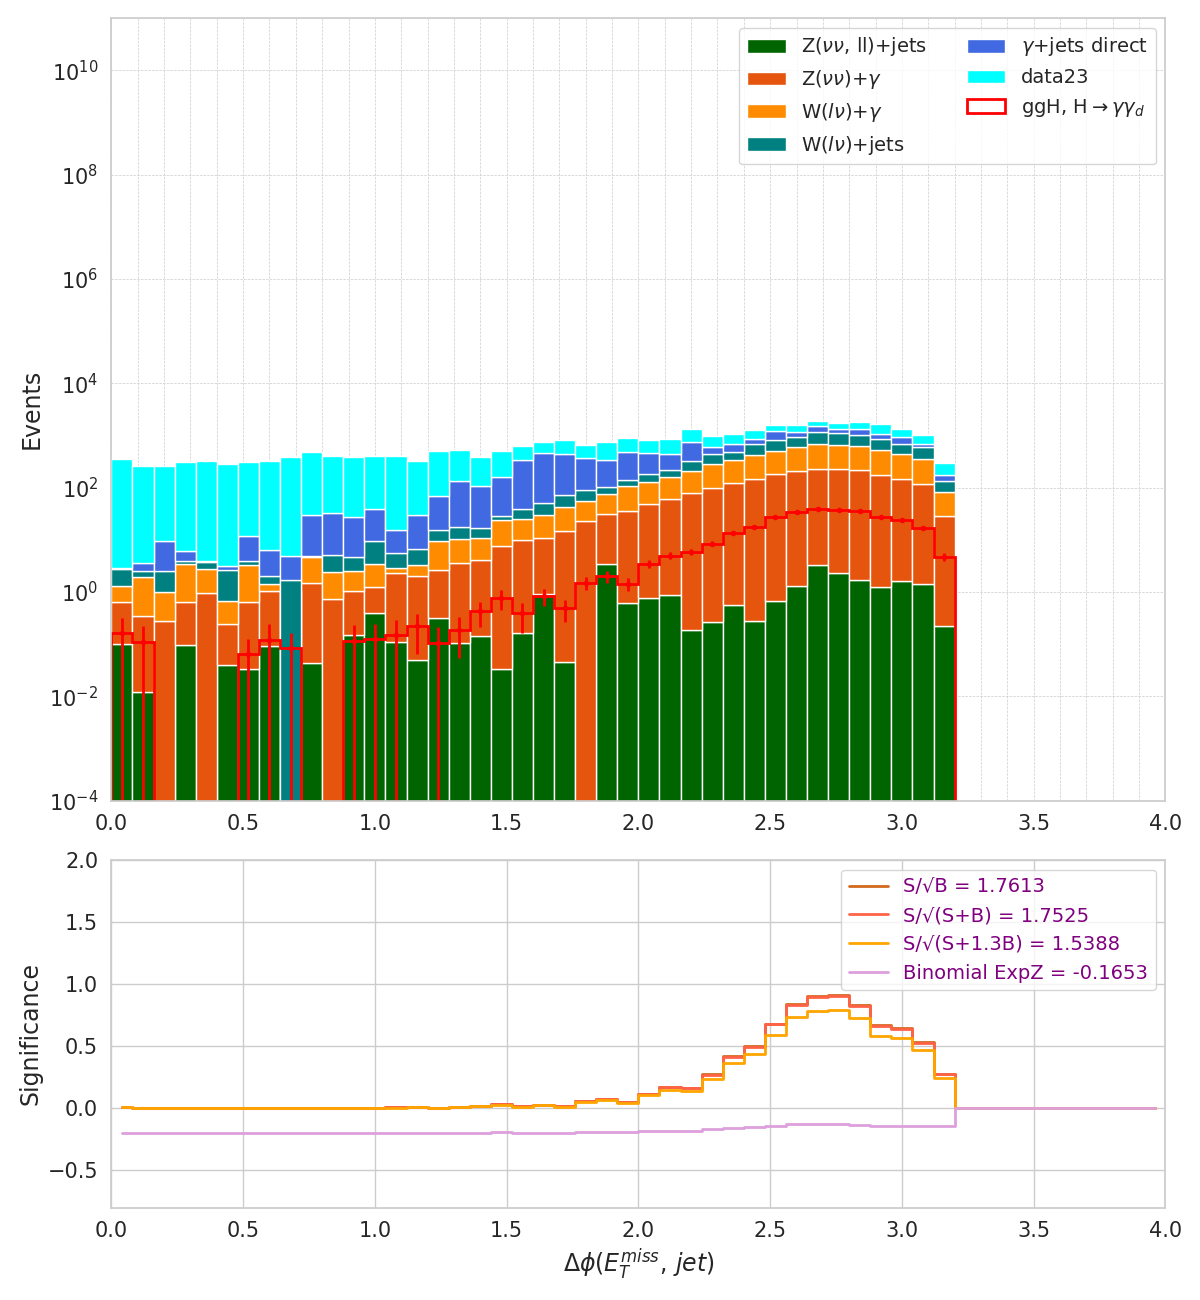 Z(νν, ll)+jets
Z(νν)+γ
W(lν)+γ
W(lν)+jets
γ+jets direct
data23
ggH, H→γγ_d
10^10
10^8
10^6
10^4
10^2
10^0
10^−2
10^−4
Events
0.0 0.5 1.0 1.5 2.0 2.5 3.0 3.5 4.0
S/√B = 1.7613
S/√(S+B) = 1.7525
S/√(S+1.3B) = 1.5388
Binomial ExpZ = -0.1653
2.0
1.5
1.0
0.5
0.0
−0.5
Significance
0.0 0.5 1.0 1.5 2.0 2.5 3.0 3.5 4.0
Δϕ(E_T^miss, jet)